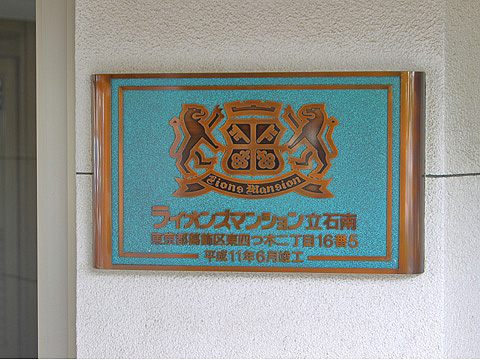 Lions Mansion
ライオンズマンション立石南
東京都葛飾区東四つ木二丁目16番5
平成11年6月竣工